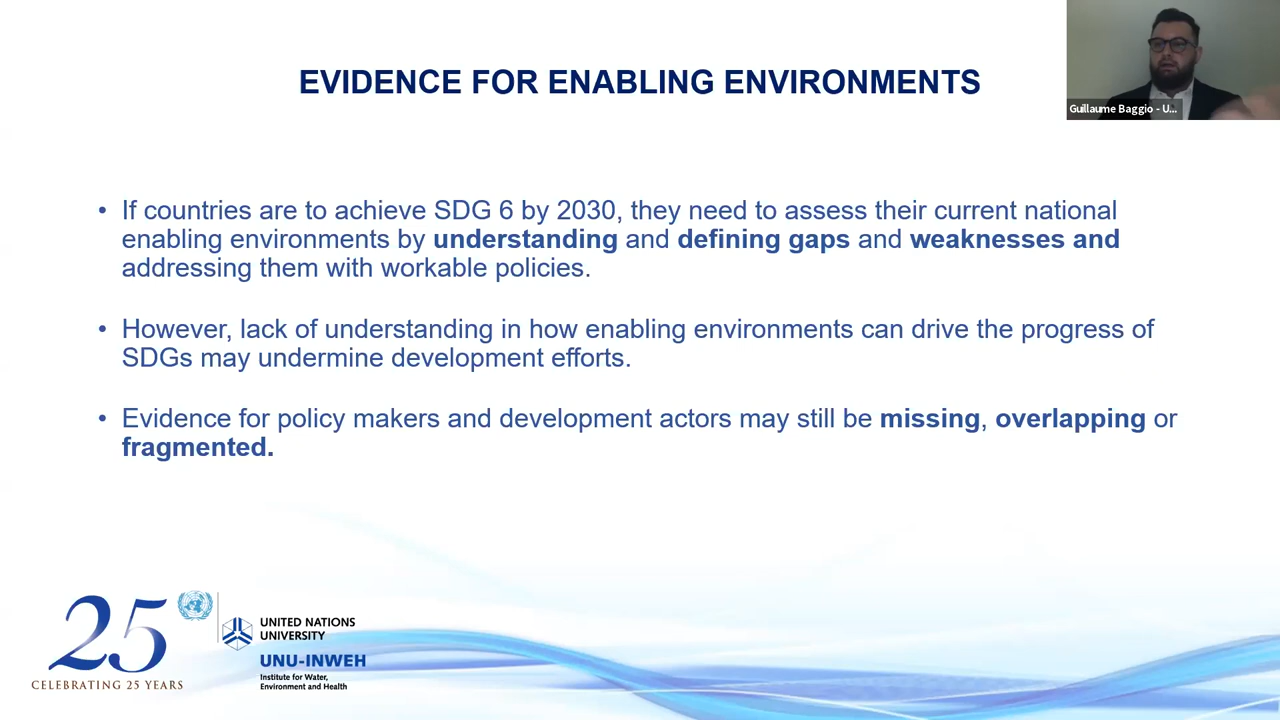 EVIDENCE FOR ENABLING ENVIRONMENTS
Guillaume Baggio - U...
• If countries are to achieve SDG 6 by 2030, they need to assess their current national
enabling environments by understanding and defining gaps and weaknesses and
addressing them with workable policies.
• However, lack of understanding in how enabling environments can drive the progress of
SDGs may undermine development efforts.
• Evidence for policy makers and development actors may still be missing, overlapping or
fragmented.
25
CELEBRATING 25 YEARS
UNITED NATIONS
UNIVERSITY
UNU-INWEH
Institute for Water,
Environment and Health